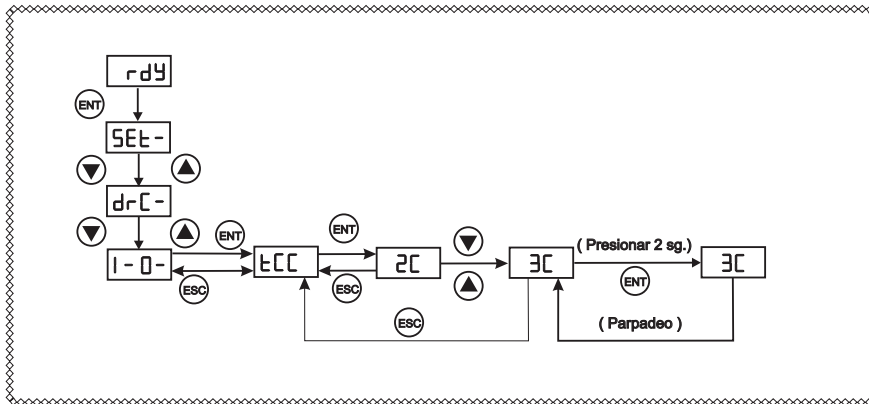 rdY
ENT
SEt-
drC-
ENT
ENT
( Presionar 2 sg.)
I-O-
tCC
2C
3C
3C
ESC
ESC
ENT
ESC
( Parpadeo )